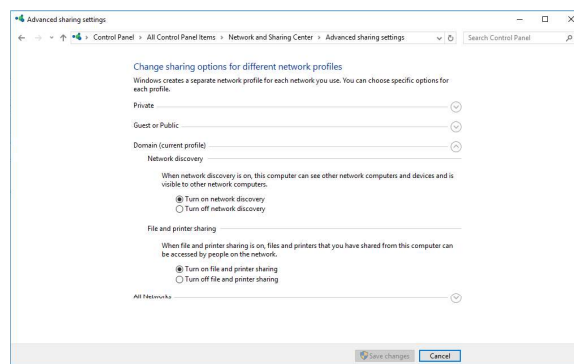 Advanced sharing settings
Control Panel > All Control Panel Items > Network and Sharing Center > Advanced sharing settings
Search Control Panel
Change sharing options for different network profiles
Windows creates a separate network profile for each network you use. You can choose specific options for
each profile.
Private
Guest or Public
Domain (current profile)
Network discovery
When network discovery is on, this computer can see other network computers and devices and is
visible to other network computers.
Turn on network discovery
Turn off network discovery
File and printer sharing
When file and printer sharing is on, files and printers that you have shared from this computer can
be accessed by people on the network.
Turn on file and printer sharing
Turn off file and printer sharing
All Networks
Save changes
Cancel